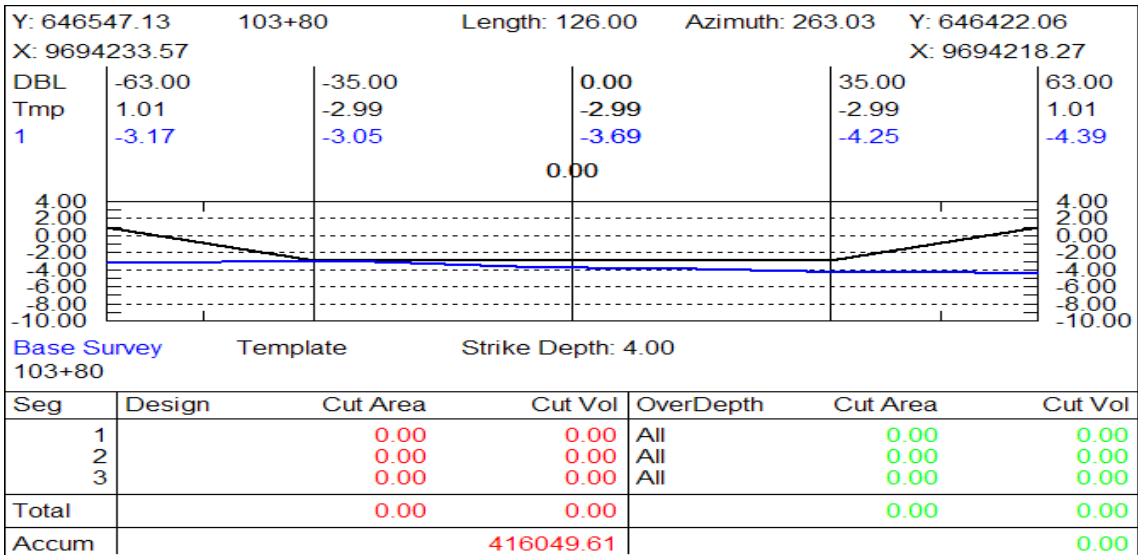 Y: 646547.13 103+80 Length: 126.00 Azimuth: 263.03 Y: 646422.06
X: 9694233.57 X: 9694218.27
DBL -63.00 -35.00 0.00 35.00 63.00
Tmp 1.01 -2.99 -2.99 -2.99 1.01
1 -3.17 -3.05 -3.69 -4.25 -4.39
0.00
4.00 4.00
2.00 2.00
0.00 0.00
-2.00 -2.00
-4.00 -4.00
-6.00 -6.00
-8.00 -8.00
-10.00 -10.00
Base Survey Template Strike Depth: 4.00
103+80
Seg Design Cut Area Cut Vol OverDepth Cut Area Cut Vol
1 0.00 0.00 All 0.00 0.00
2 0.00 0.00 All 0.00 0.00
3 0.00 0.00 All 0.00 0.00
Total 0.00 0.00 0.00 0.00
Accum 416049.61 0.00